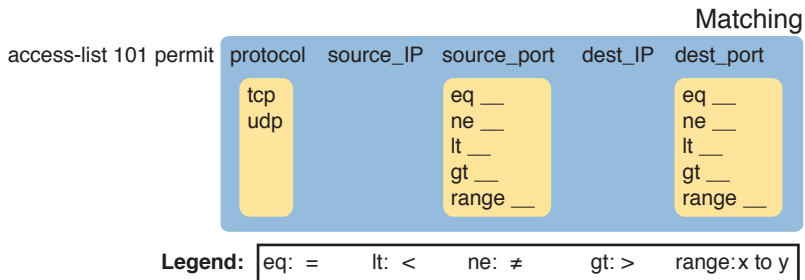 Matching
access-list 101 permit protocol source_IP source_port dest_IP dest_port
tcp eq __ eq __
udp ne __ ne __
lt __ lt __
gt __ gt __
range __ range __
Legend: eq: = lt: < ne: ≠ gt: > range:x to y